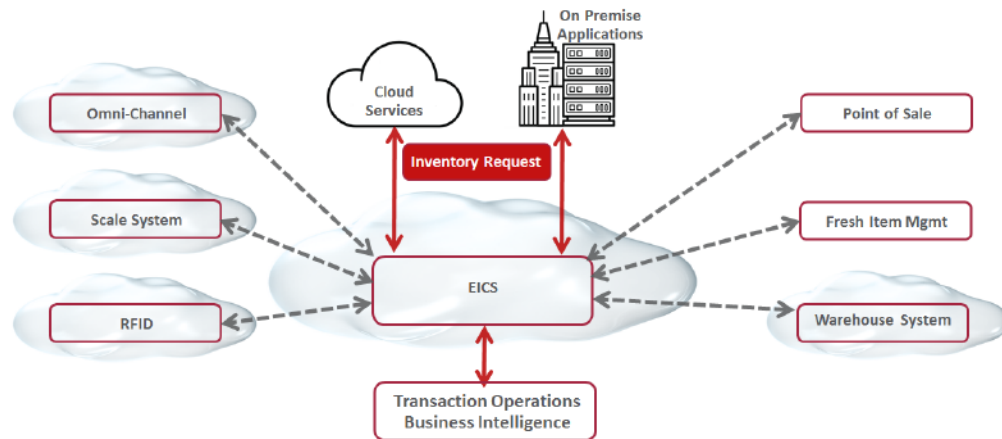 On Premise
Applications
Cloud
Services
Omni-Channel
Point of Sale
Inventory Request
Scale System
Fresh Item Mgmt
EICS
RFID
Warehouse System
Transaction Operations
Business Intelligence